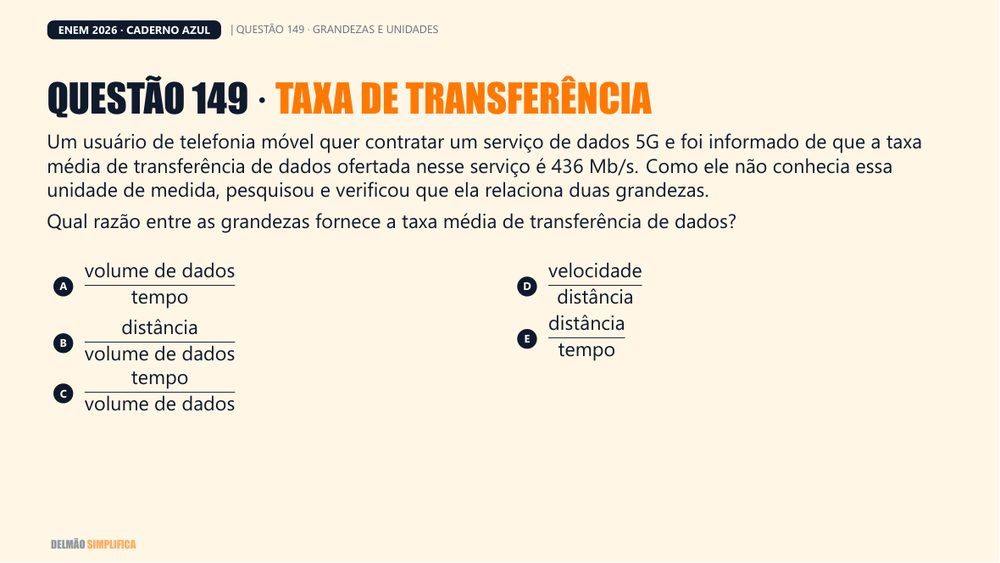 ENEM 2026 · CADERNO AZUL | QUESTÃO 149 · GRANDEZAS E UNIDADES
QUESTÃO 149 · TAXA DE TRANSFERÊNCIA
Um usuário de telefonia móvel quer contratar um serviço de dados 5G e foi informado de que a taxa
média de transferência de dados ofertada nesse serviço é 436 Mb/s. Como ele não conhecia essa
unidade de medida, pesquisou e verificou que ela relaciona duas grandezas.
Qual razão entre as grandezas fornece a taxa média de transferência de dados?
A
volume de dados
tempo
B
distância
volume de dados
C
tempo
volume de dados
D
velocidade
distância
E
distância
tempo
DELMÃO SIMPLIFICA